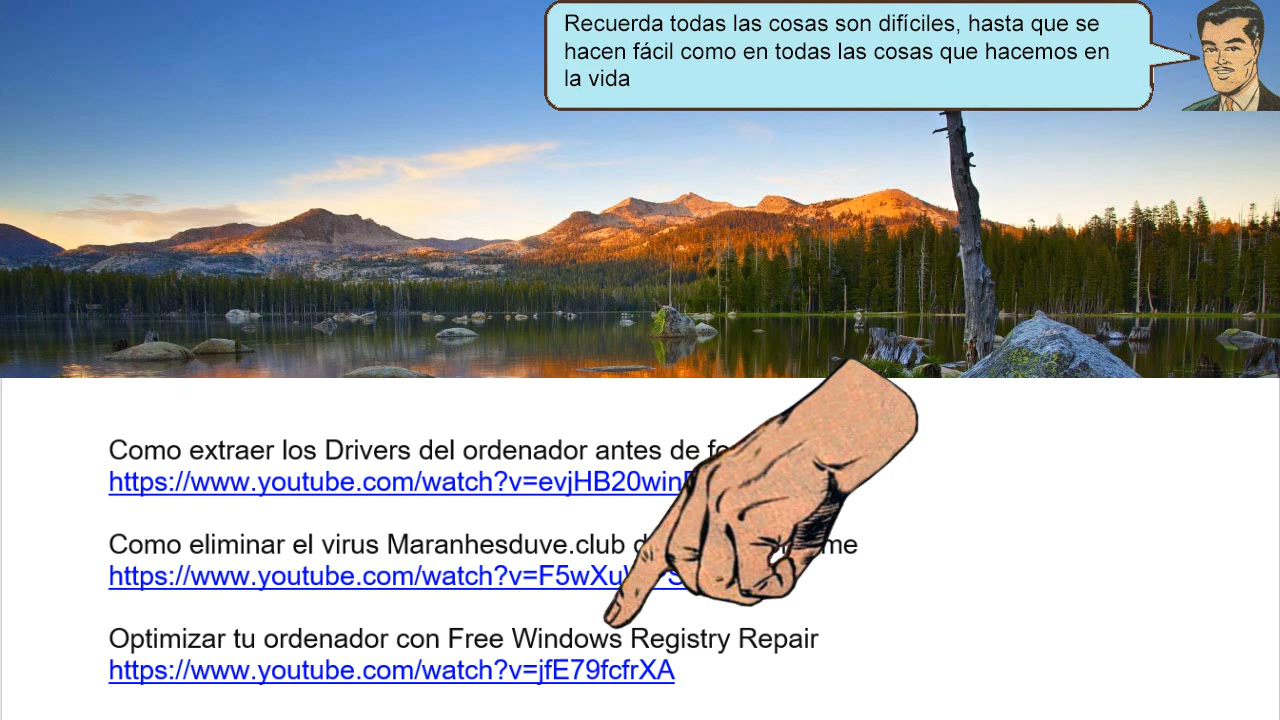 Recuerda todas las cosas son difíciles, hasta que se
hacen fácil como en todas las cosas que hacemos en
la vida
Como extraer los Drivers del ordenador antes de
https://www.youtube.com/watch?v=evjHB20win
Como eliminar el virus Maranhesduve.club
https://www.youtube.com/watch?v=F5wXu
Optimizar tu ordenador con Free Windows Registry Repair
https://www.youtube.com/watch?v=jfE79fcfrXA